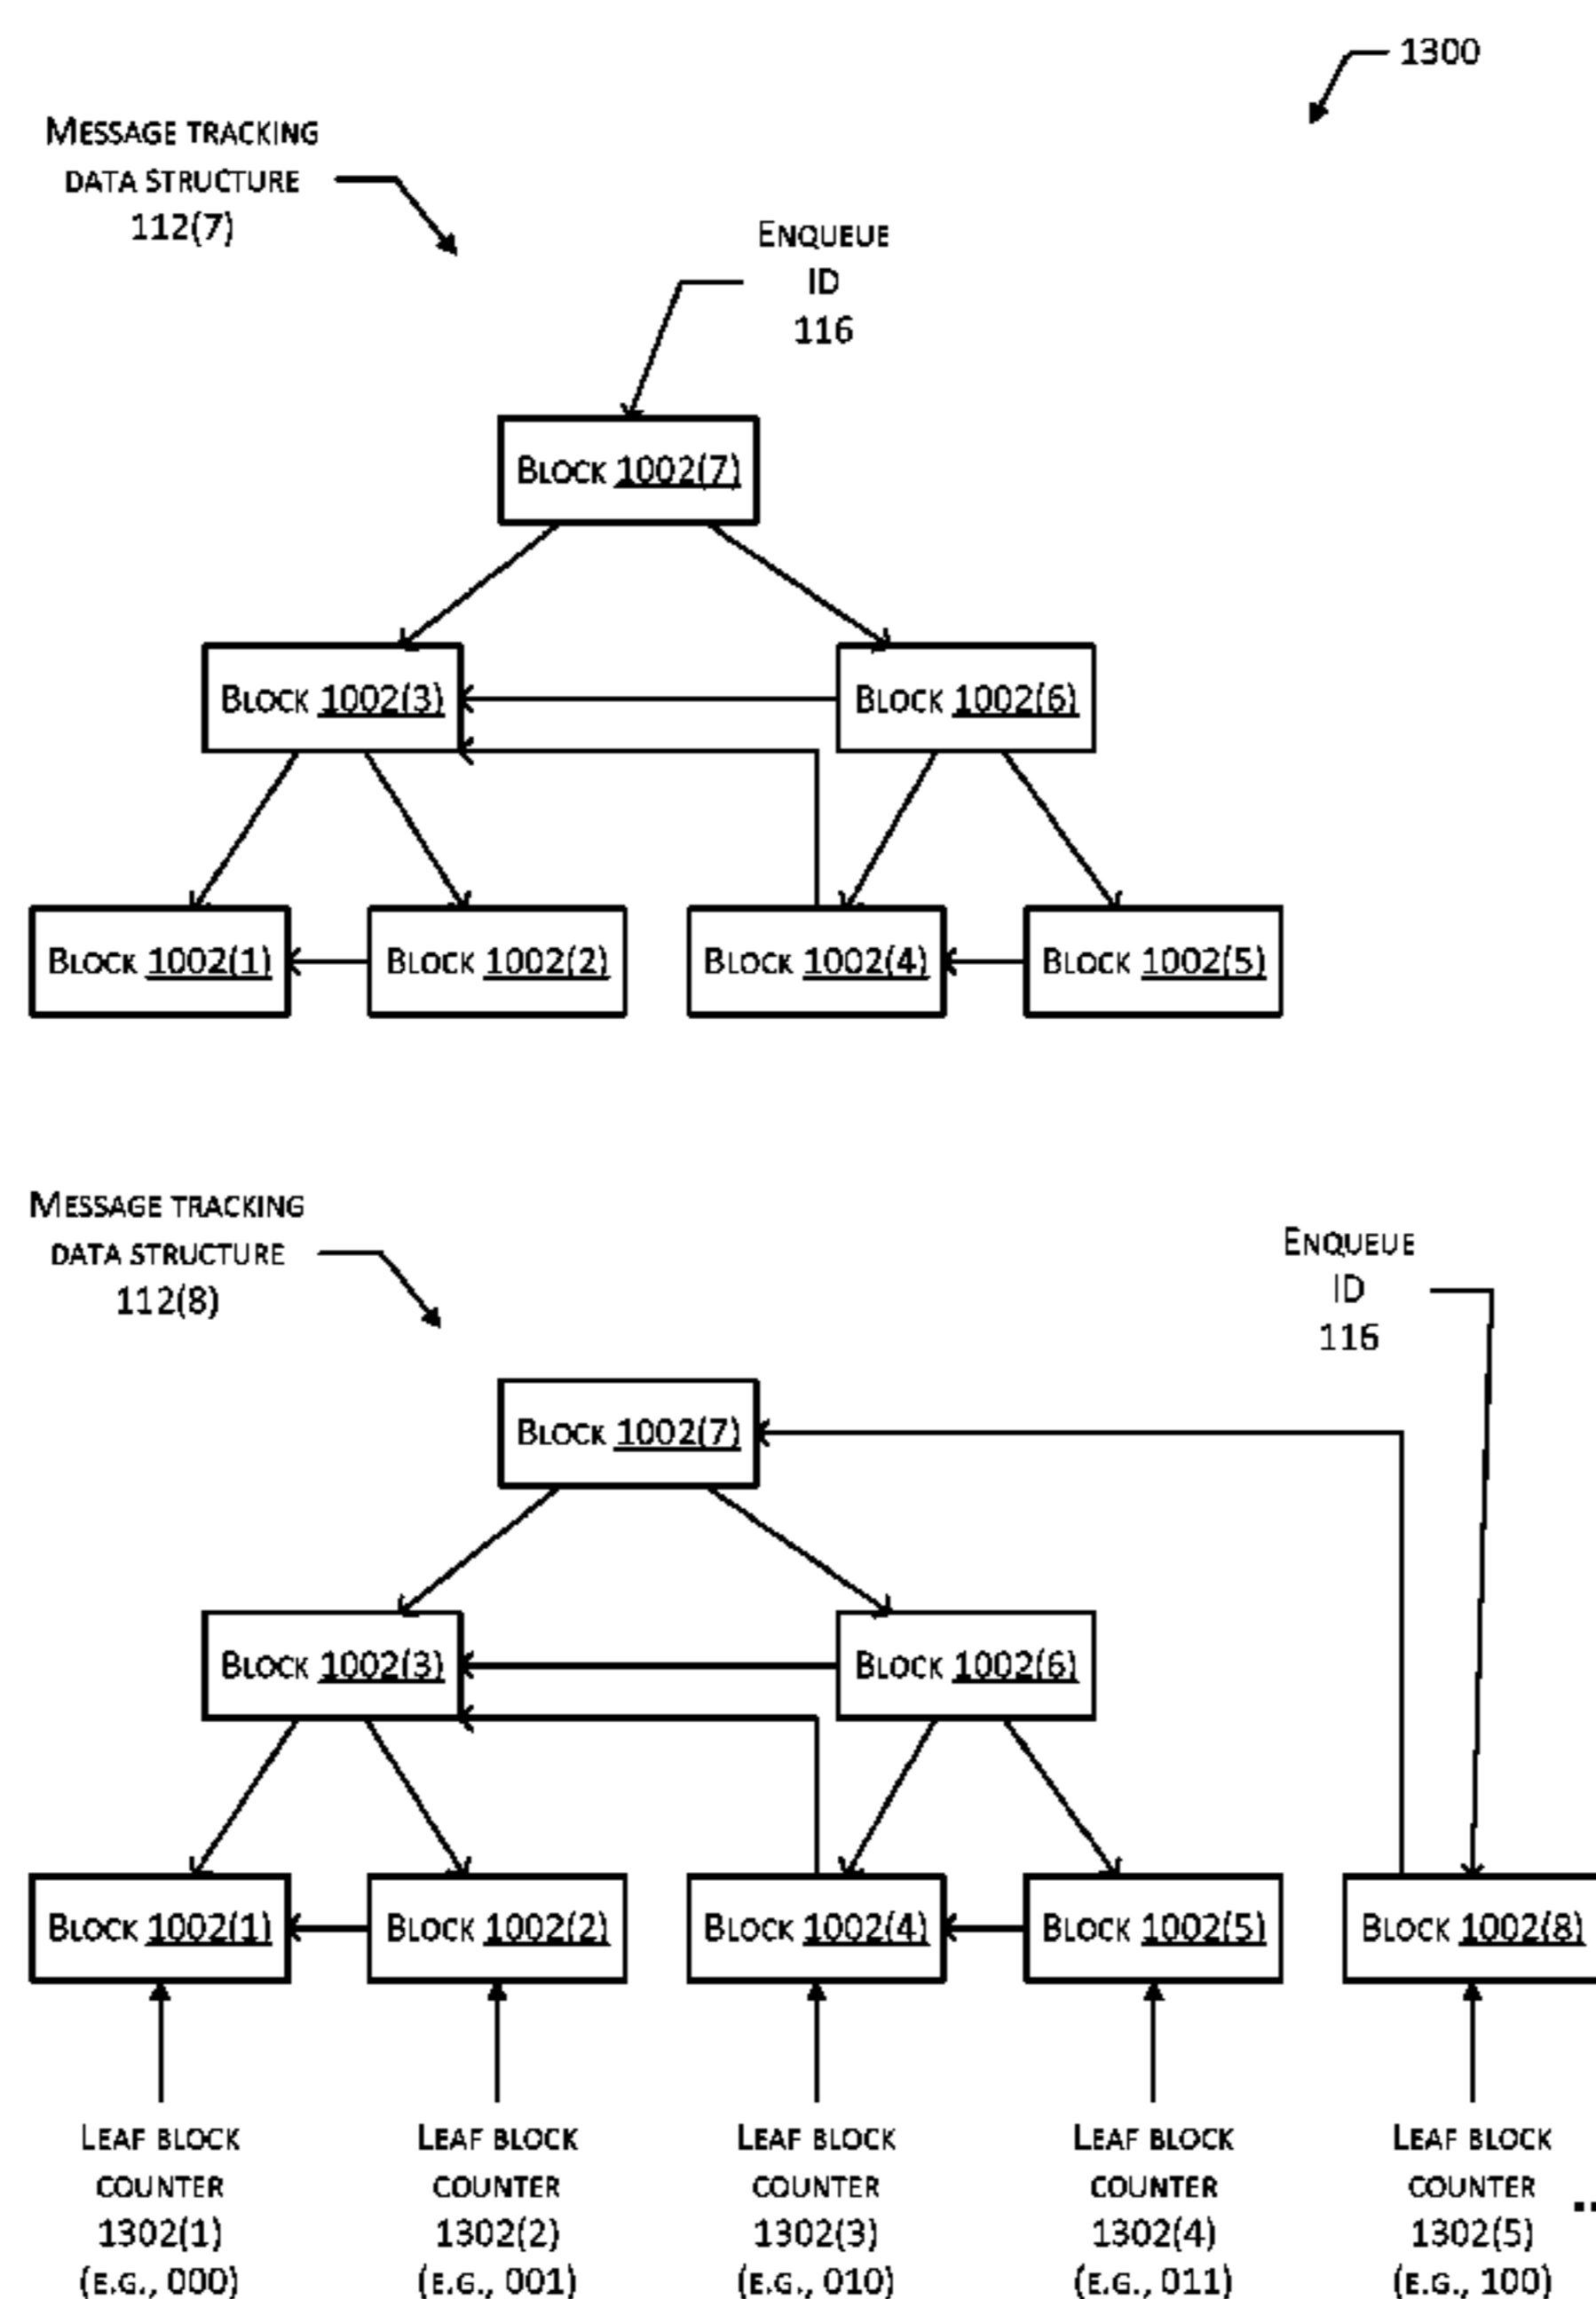 1300
MESSAGE TRACKING
DATA STRUCTURE
112(7)
ENQUEUE
ID
116
BLOCK 1002(7)
BLOCK 1002(3)
BLOCK 1002(6)
BLOCK 1002(1)
BLOCK 1002(2)
BLOCK 1002(4)
BLOCK 1002(5)
MESSAGE TRACKING
DATA STRUCTURE
112(8)
ENQUEUE
ID
116
BLOCK 1002(7)
BLOCK 1002(3)
BLOCK 1002(6)
BLOCK 1002(1)
BLOCK 1002(2)
BLOCK 1002(4)
BLOCK 1002(5)
BLOCK 1002(8)
LEAF BLOCK
COUNTER
1302(1)
(E.G., 000)
LEAF BLOCK
COUNTER
1302(2)
(E.G., 001)
LEAF BLOCK
COUNTER
1302(3)
(E.G., 010)
LEAF BLOCK
COUNTER
1302(4)
(E.G., 011)
LEAF BLOCK
COUNTER
1302(5)
(E.G., 100)
..